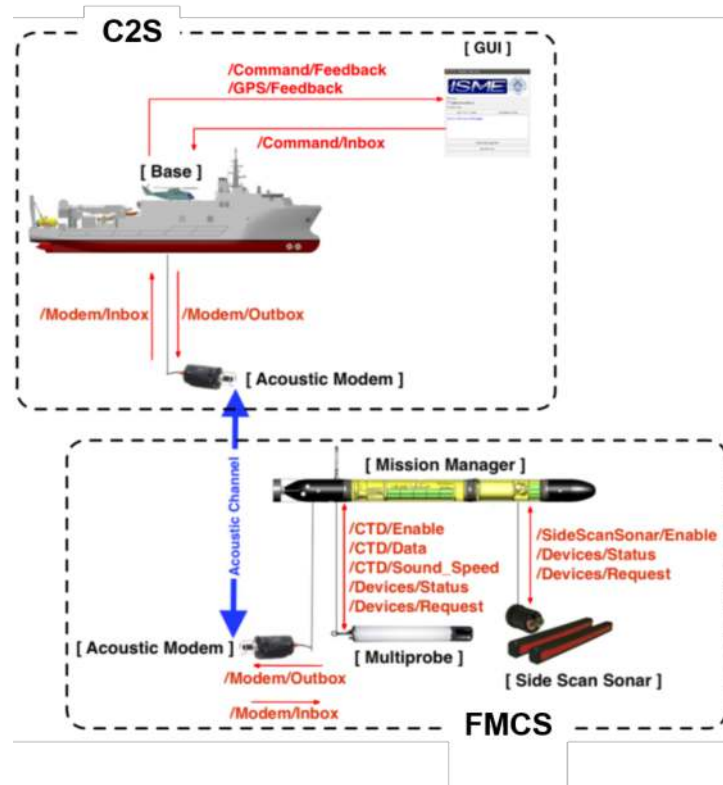 C2S
[ GUI ]
/Command/Feedback
/GPS/Feedback
ISME
/Command/Inbox
[ Base ]
/Modem/Inbox
/Modem/Outbox
[ Acoustic Modem ]
Acoustic Channel
[ Mission Manager ]
/CTD/Enable
/CTD/Data
/CTD/Sound_Speed
/Devices/Status
/Devices/Request
/SideScanSonar/Enable
/Devices/Status
/Devices/Request
[ Acoustic Modem ]
[ Multiprobe ]
/Modem/Outbox
/Modem/Inbox
[ Side Scan Sonar ]
FMCS